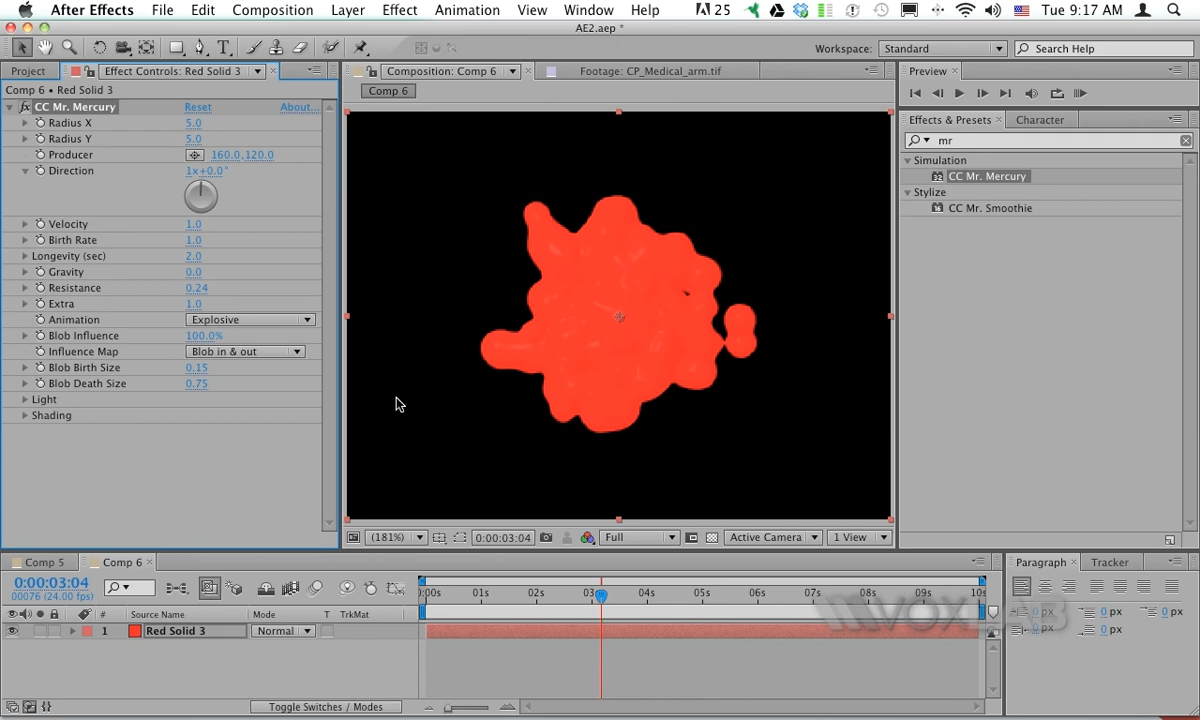 After Effects File Edit Composition Layer Effect Animation View Window Help 25 Tue 9:17 AM
AE2.aep *
Workspace: Standard Search Help
Project Effect Controls: Red Solid 3 × Composition: Comp 6 × Footage: CP_Medical_arm.tif Preview ×
Comp 6 • Red Solid 3
Comp 6
fx CC Mr. Mercury Reset About...
Radius X 5.0
Radius Y 5.0
Producer 160.0,120.0
Direction 1x+0.0°
Velocity 1.0
Birth Rate 1.0
Longevity (sec) 2.0
Gravity 0.0
Resistance 0.24
Extra 1.0
Animation Explosive
Blob Influence 100.0%
Influence Map Blob in & out
Blob Birth Size 0.15
Blob Death Size 0.75
Light
Shading
Effects & Presets × Character
mr
Simulation
32 CC Mr. Mercury
Stylize
CC Mr. Smoothie
(181%) 0:00:03:04 Full Active Camera 1 View
Comp 5 Comp 6 ×
0:00:03:04
00076 (24.00 fps)
# Source Name Mode T TrkMat
1 Red Solid 3 Normal
0:00s 01s 02s 03s 04s 05s 06s 07s 08s 09s 10s
VOXLAB
Toggle Switches / Modes
Paragraph × Tracker
0 px 0 px 0 px
0 px 0 px